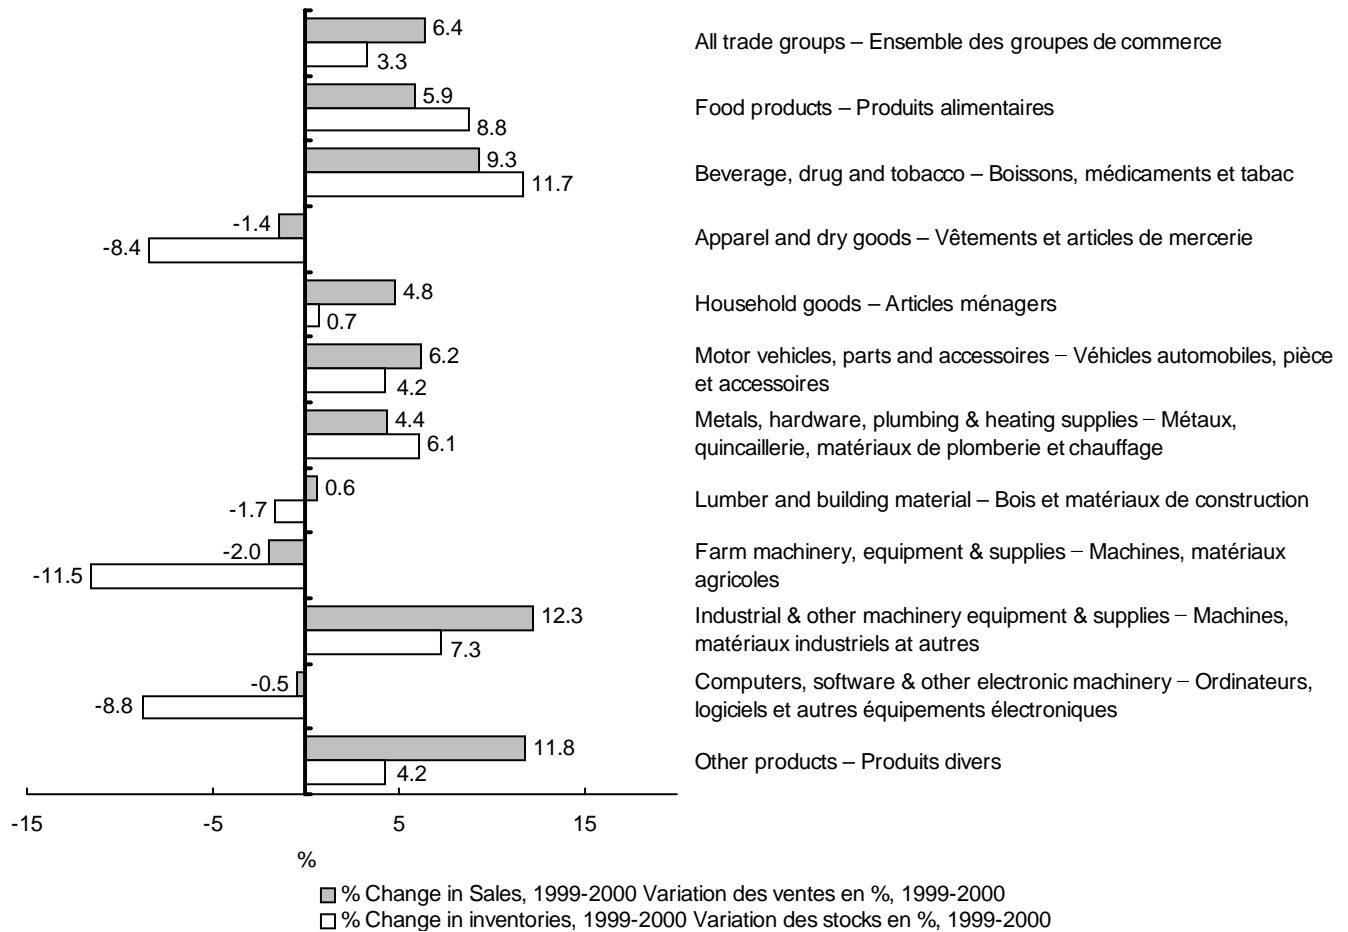 6.4
3.3
All trade groups – Ensemble des groupes de commerce
5.9
8.8
Food products – Produits alimentaires
9.3
11.7
Beverage, drug and tobacco – Boissons, médicaments et tabac
-1.4
-8.4
Apparel and dry goods – Vêtements et articles de mercerie
4.8
0.7
Household goods – Articles ménagers
6.2
4.2
Motor vehicles, parts and accessoires – Véhicles automobiles, pièce
et accessoires
4.4
6.1
Metals, hardware, plumbing & heating supplies – Métaux,
quincaillerie, matériaux de plomberie et chauffage
0.6
-1.7
Lumber and building material – Bois et matériaux de construction
-2.0
-11.5
Farm machinery, equipment & supplies – Machines, matériaux
agricoles
12.3
7.3
Industrial & other machinery equipment & supplies – Machines,
matériaux industriels at autres
-0.5
-8.8
Computers, software & other electronic machinery – Ordinateurs,
logiciels et autres équipements électroniques
11.8
4.2
Other products – Produits divers
-15 -5 5 15
%
% Change in Sales, 1999-2000 Variation des ventes en %, 1999-2000
% Change in inventories, 1999-2000 Variation des stocks en %, 1999-2000